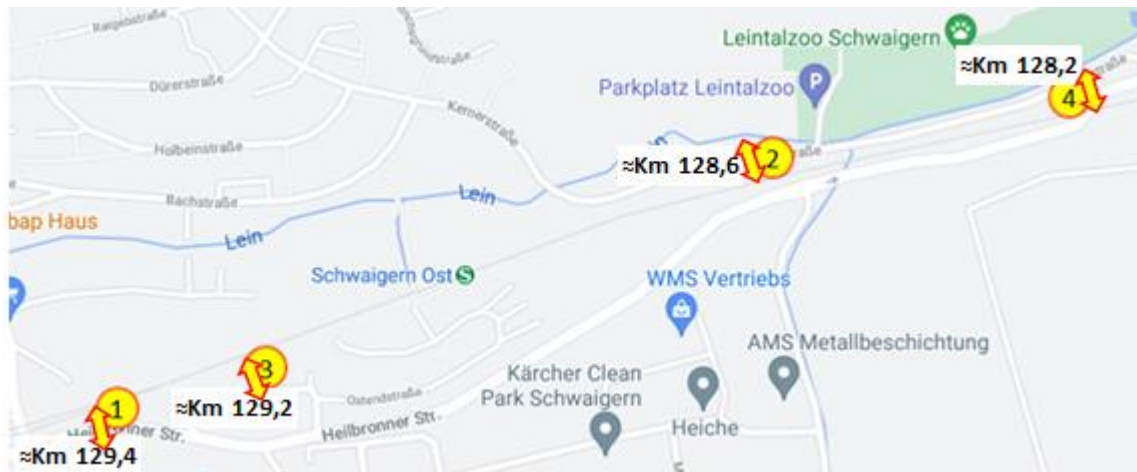 Dürerstraße
Holbeinstraße
Bachstraße
Kernerstraße
Leintalzoo Schwaigern
Parkplatz Leintalzoo
P
≈Km 128,2
4
≈Km 128,6
2
Lein
Lein
bap Haus
Schwaigern Ost
S
WMS Vertriebs
AMS Metallbeschichtung
Kärcher Clean
Park Schwaigern
Heiche
3
≈Km 129,2
Ostendstraße
Heilbronner Str.
1
≈Km 129,4